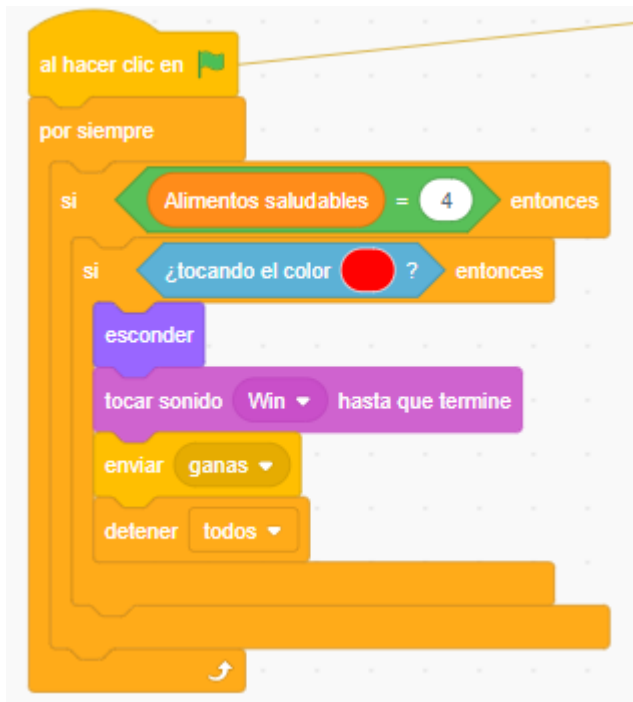 al hacer clic en
por siempre
si Alimentos saludables = 4 entonces
si ¿tocando el color ? entonces
esconder
tocar sonido Win hasta que termine
enviar ganas
detener todos